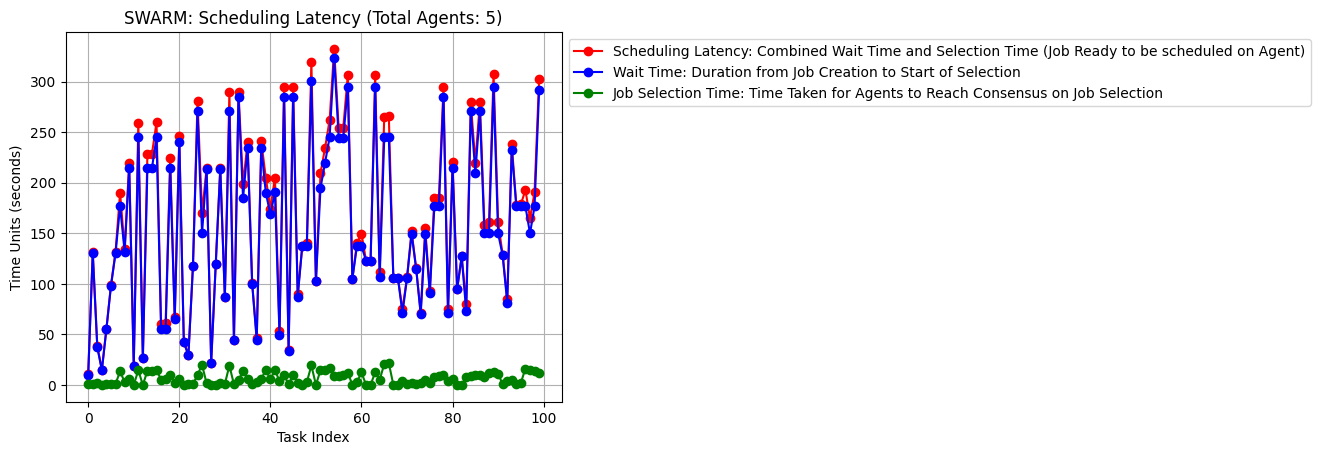 SWARM: Scheduling Latency (Total Agents: 5)
Scheduling Latency: Combined Wait Time and Selection Time (Job Ready to be scheduled on Agent)
Wait Time: Duration from Job Creation to Start of Selection
Job Selection Time: Time Taken for Agents to Reach Consensus on Job Selection
Time Units (seconds)
300
250
200
150
100
50
0
0 20 40 60 80 100
Task Index